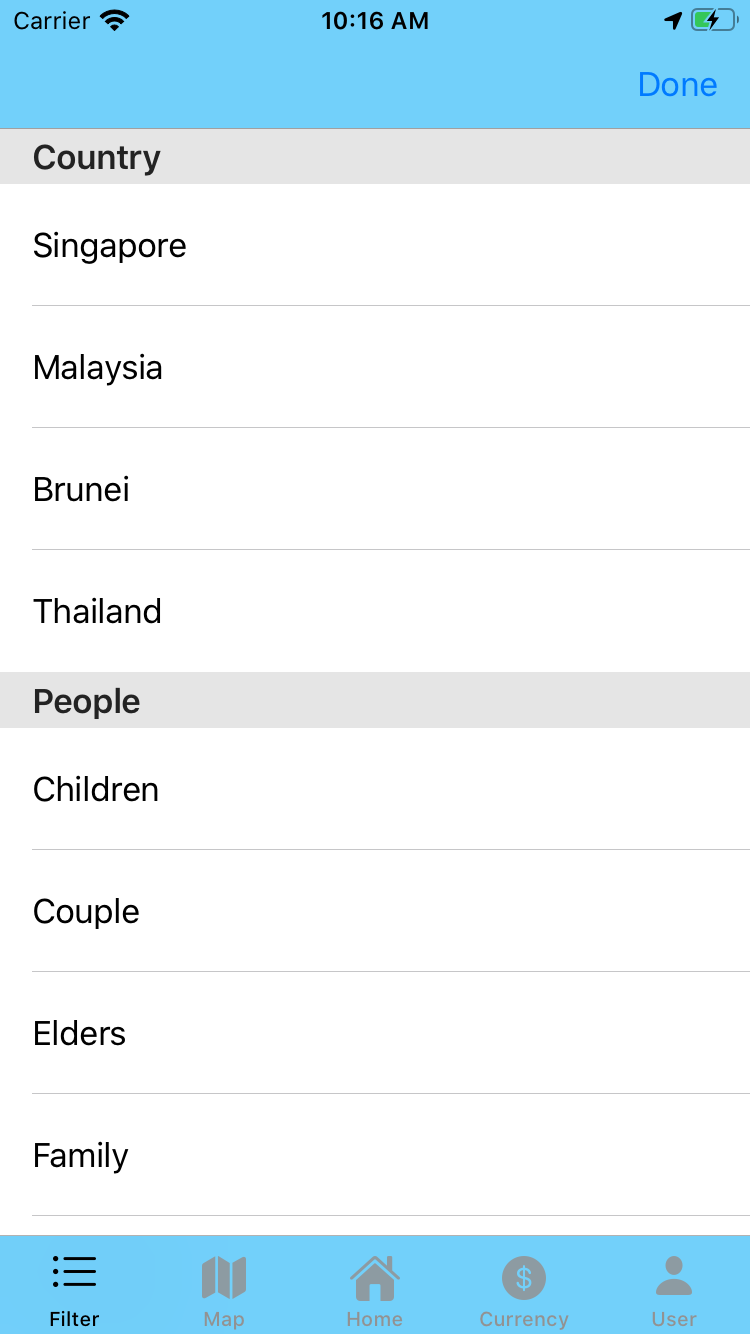 Carrier 10:16 AM
Done
Country
Singapore
Malaysia
Brunei
Thailand
People
Children
Couple
Elders
Family
Filter Map Home $ Currency User